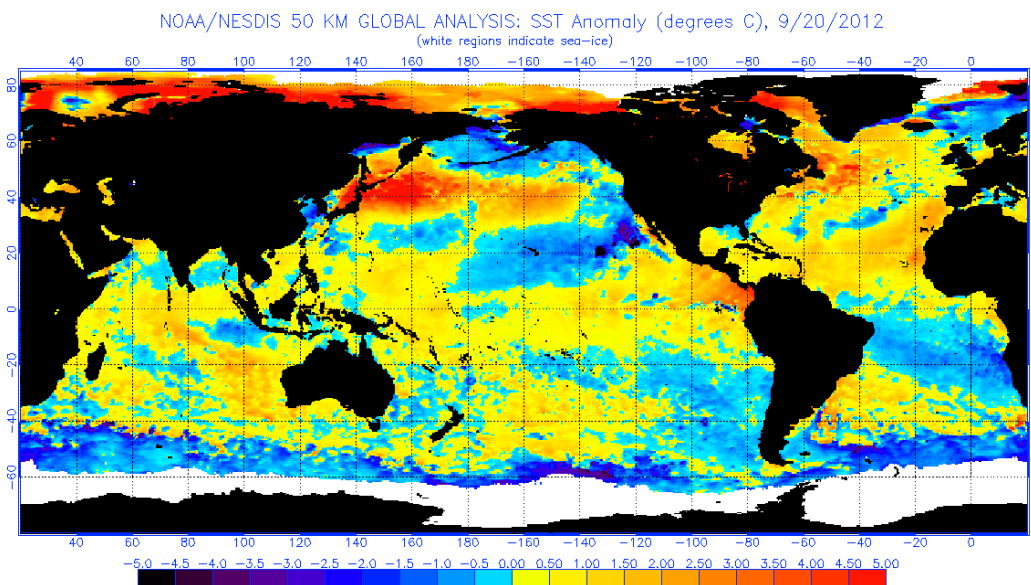 NOAA/NESDIS 50 KM GLOBAL ANALYSIS: SST Anomaly (degrees C), 9/20/2012
(white regions indicate sea-ice)
40 60 80 100 120 140 160 180 -160 -140 -120 -100 -80 -60 -40 -20 0
80
60
40
20
0
-20
-40
-60
40 60 80 100 120 140 160 180 -160 -140 -120 -100 -80 -60 -40 -20 0
-5.0 -4.5 -4.0 -3.5 -3.0 -2.5 -2.0 -1.5 -1.0 -0.5 0.00 0.50 1.00 1.50 2.00 2.50 3.00 3.50 4.00 4.50 5.00